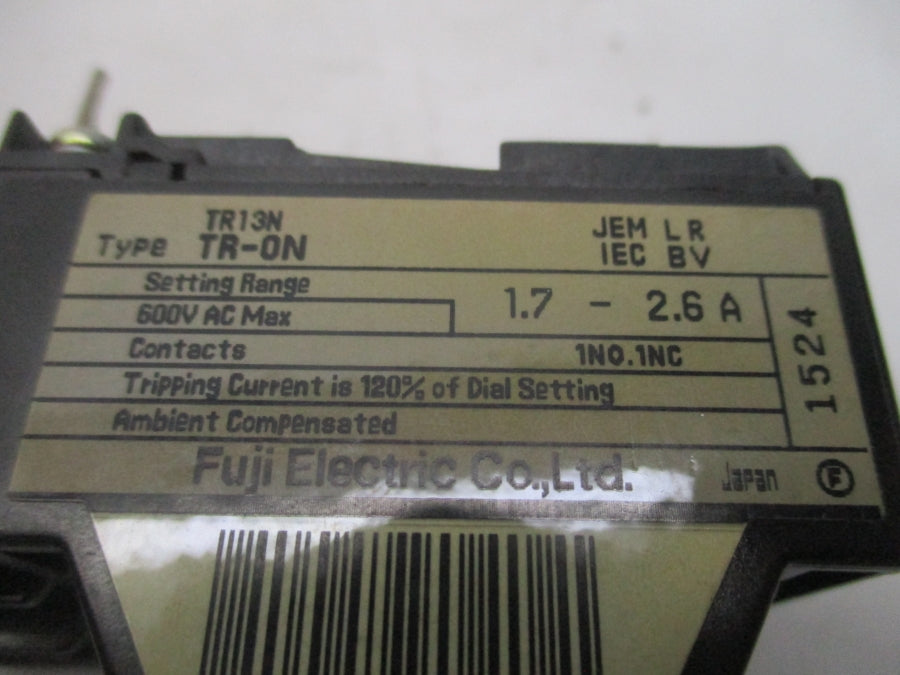 TR13N
Type TR-0N
JEM LR
IEC BV
Setting Range
600V AC Max
1.7 - 2.6 A
Contacts 1NO.1NC
Tripping Current is 120% of Dial Setting
Ambient Compensated
1524
Fuji Electric Co.,Ltd. Japan F